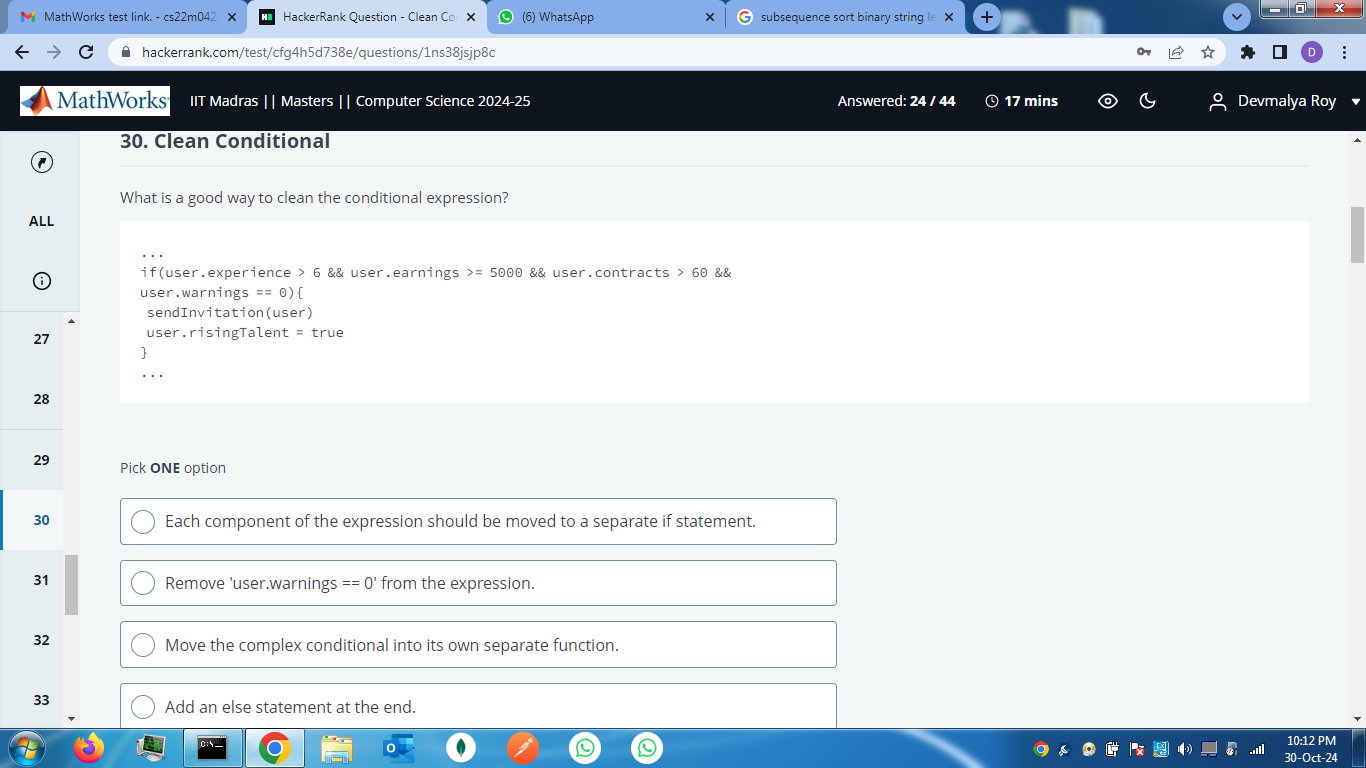 MathWorks test link. - cs22m042
HackerRank Question - Clean Co
(6) WhatsApp
subsequence sort binary string le
hackerrank.com/test/cfg4h5d738e/questions/1ns38jsjp8c
D
MathWorks
IIT Madras || Masters || Computer Science 2024-25
Answered: 24 / 44
17 mins
Devmalya Roy
30. Clean Conditional
ALL
27
28
29
30
31
32
33
What is a good way to clean the conditional expression?
...
if(user.experience > 6 && user.earnings >= 5000 && user.contracts > 60 &&
user.warnings == 0){
sendInvitation(user)
user.risingTalent = true
}
...
Pick ONE option
Each component of the expression should be moved to a separate if statement.
Remove 'user.warnings == 0' from the expression.
Move the complex conditional into its own separate function.
Add an else statement at the end.
10:12 PM
30-Oct-24